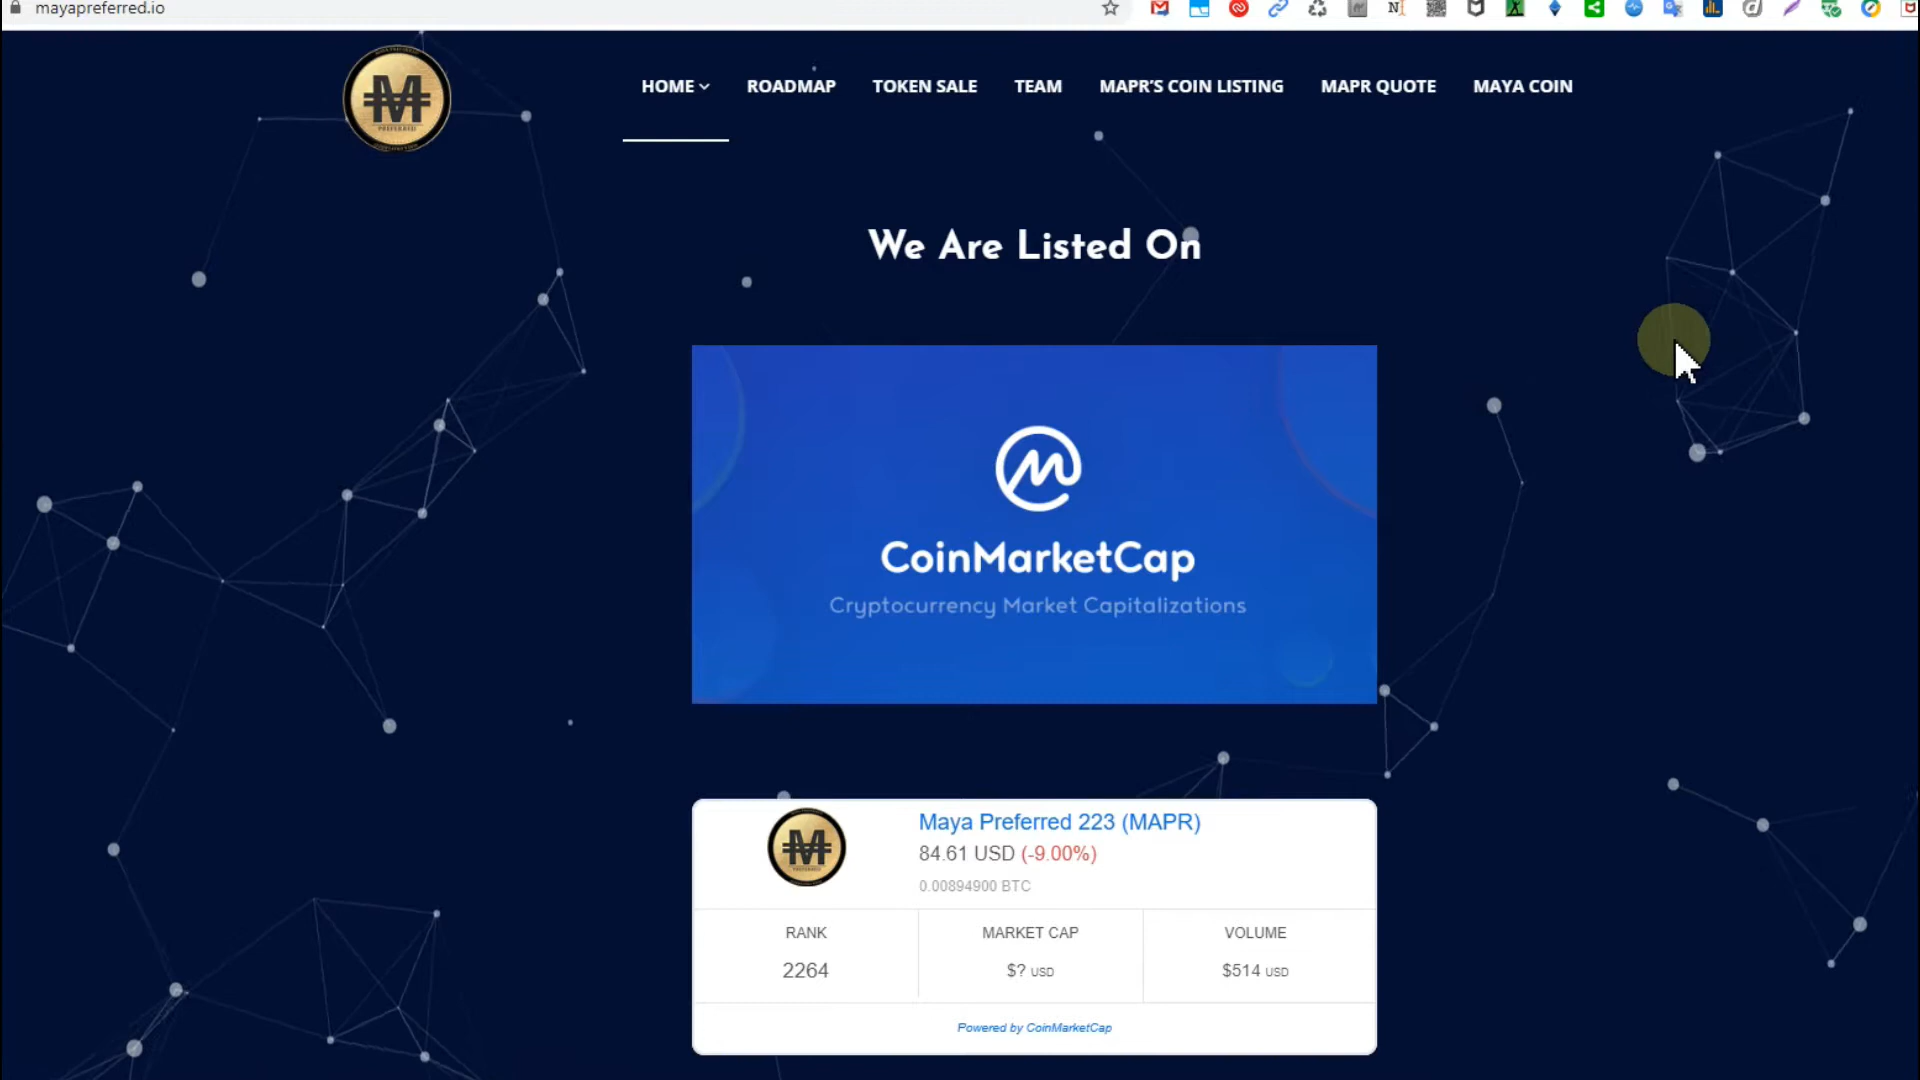 mayapreferred.io
HOME ROADMAP TOKEN SALE TEAM MAPR'S COIN LISTING MAPR QUOTE MAYA COIN
PREFERRED
We Are Listed On
CoinMarketCap
Cryptocurrency Market Capitalizations
Maya Preferred 223 (MAPR)
84.61 USD (-9.00%)
0.00894900 BTC
RANK MARKET CAP VOLUME
2264 $? USD $514 USD
Powered by CoinMarketCap